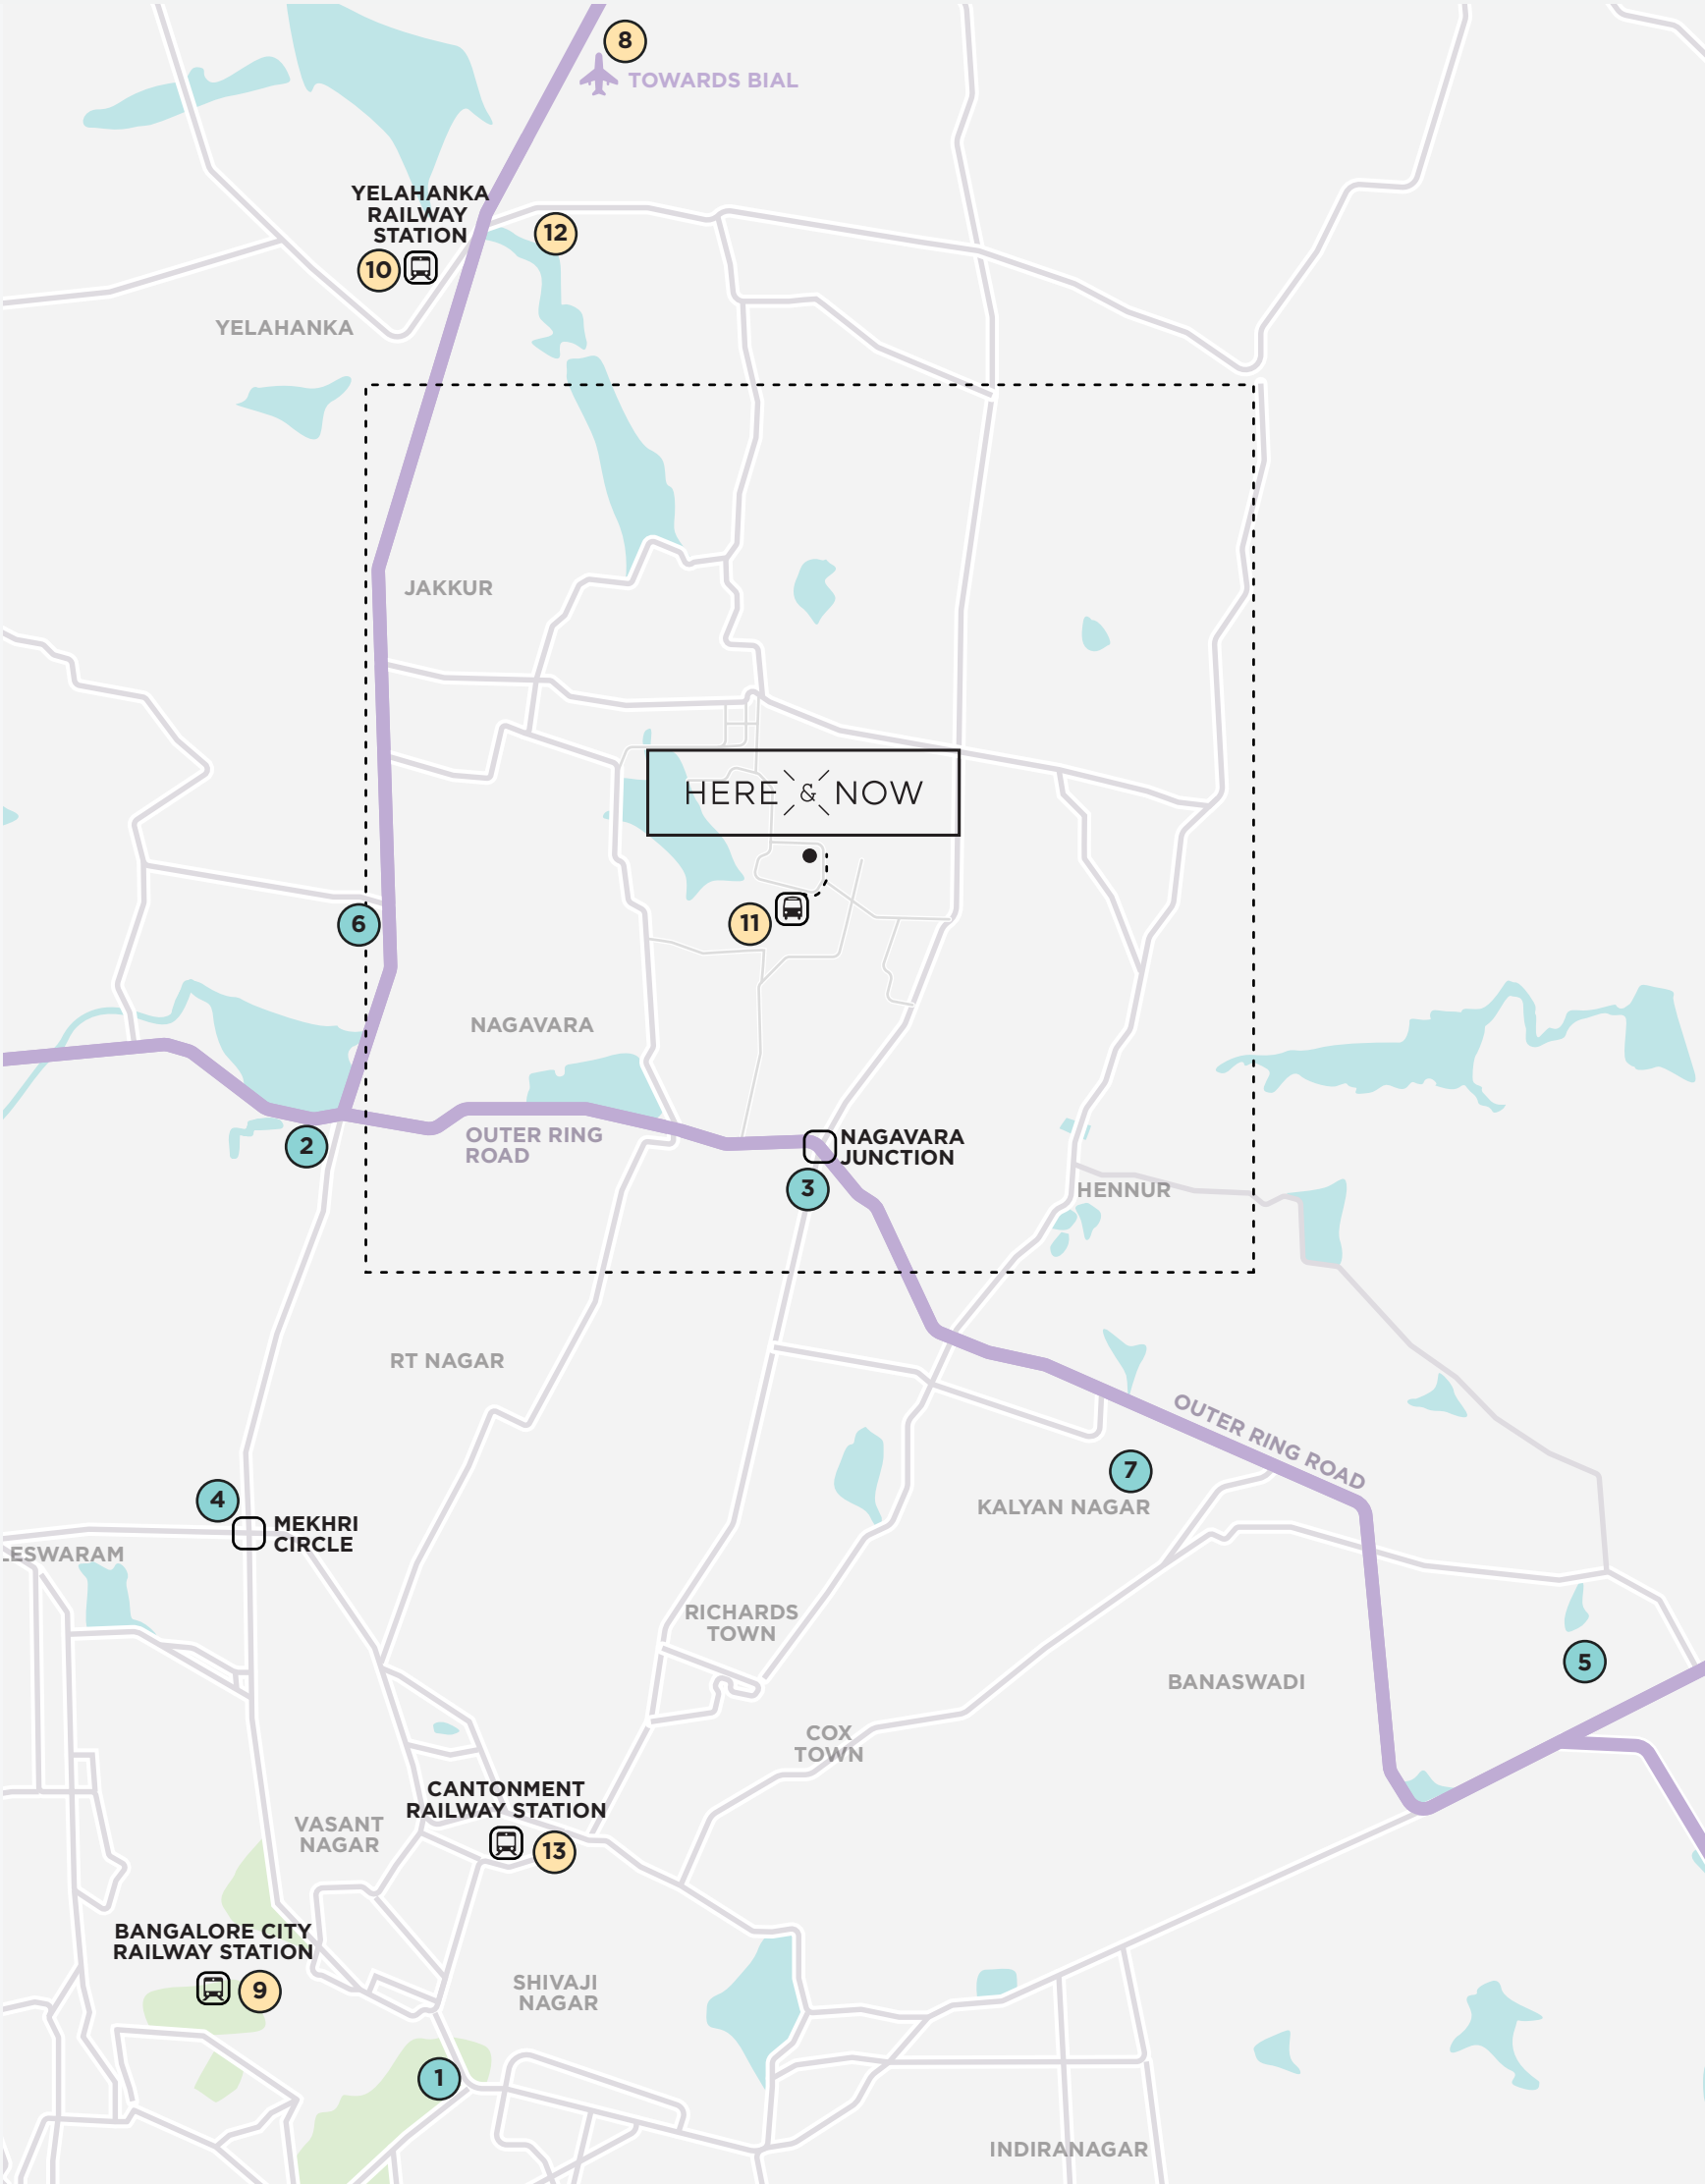 8
TOWARDS BIAL
YELAHANKA
RAILWAY
STATION
12
10
YELAHANKA
JAKKUR
HERE & NOW
11
6
NAGAVARA
OUTER RING
ROAD
2
NAGAVARA
JUNCTION
3
HENNUR
RT NAGAR
OUTER RING ROAD
7
KALYAN NAGAR
4
MEKHRI
CIRCLE
LESWARAM
RICHARDS
TOWN
5
BANASWADI
COX
TOWN
CANTONMENT
RAILWAY STATION
13
VASANT
NAGAR
BANGALORE CITY
RAILWAY STATION
9
SHIVAJI
NAGAR
1
INDIRANAGAR